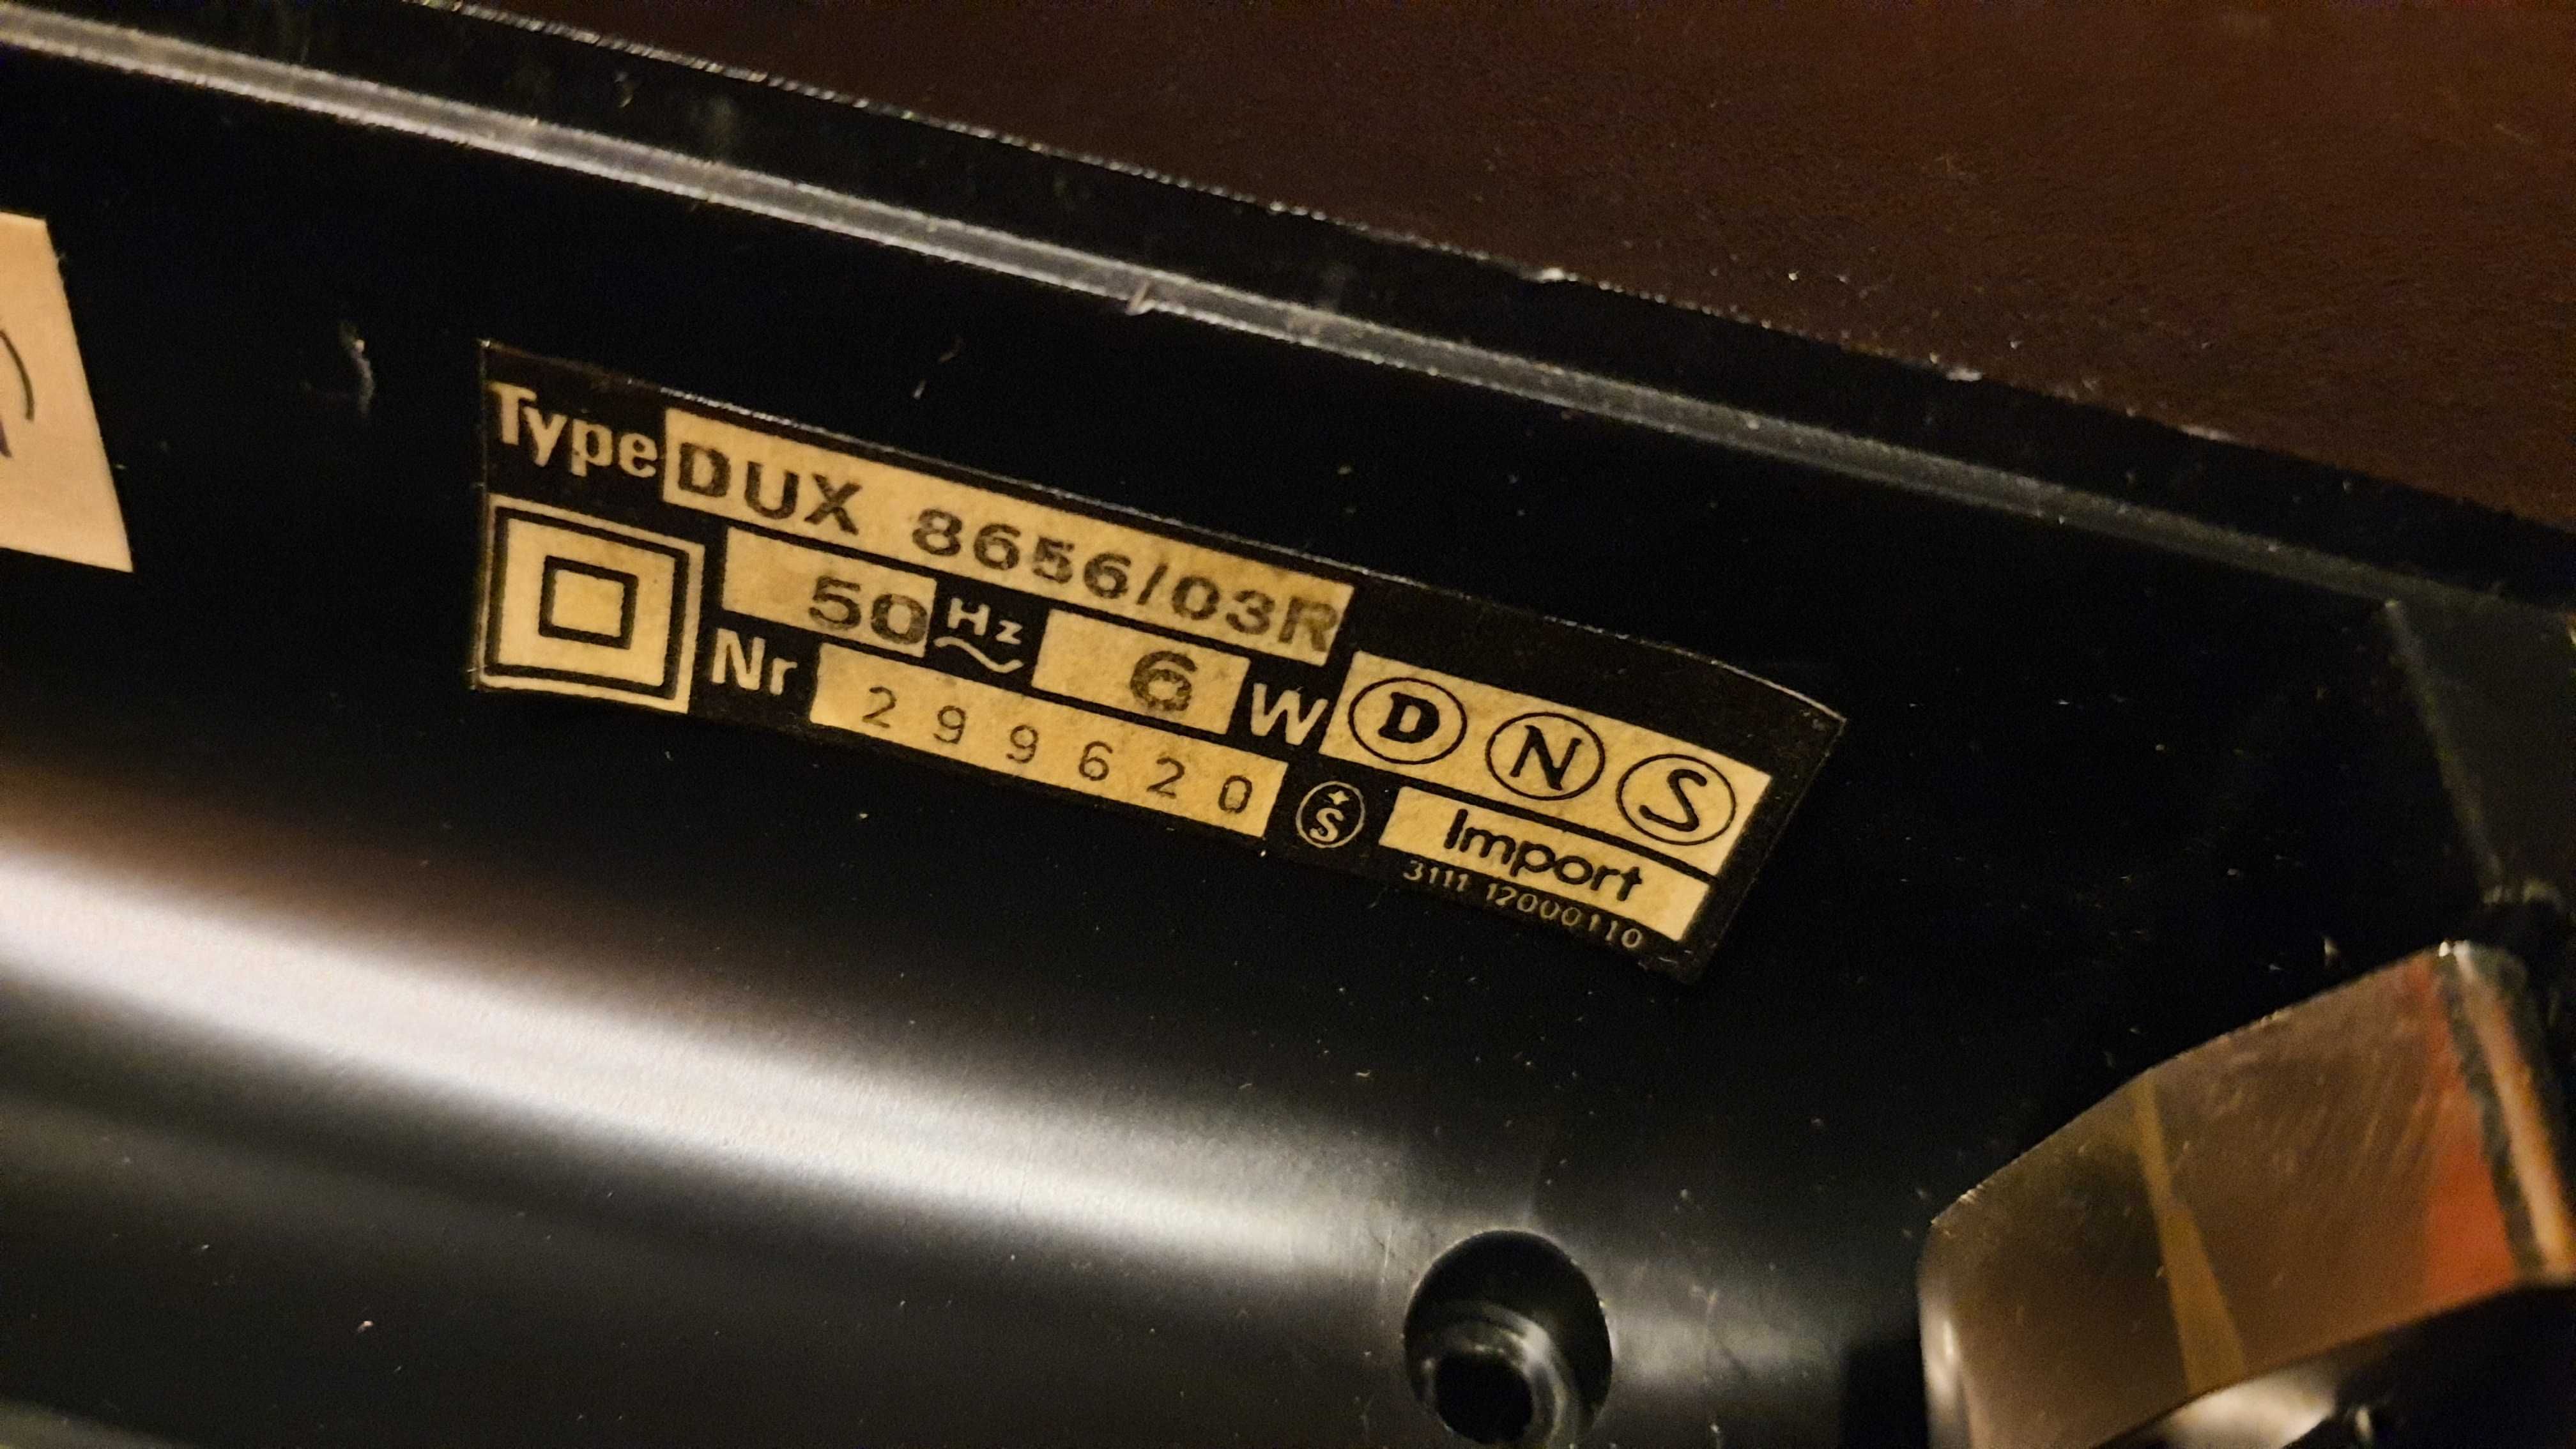 Type DUX 8656/03R
50 Hz 6 W D N S
Nr 299620 S Import
3111 12000110